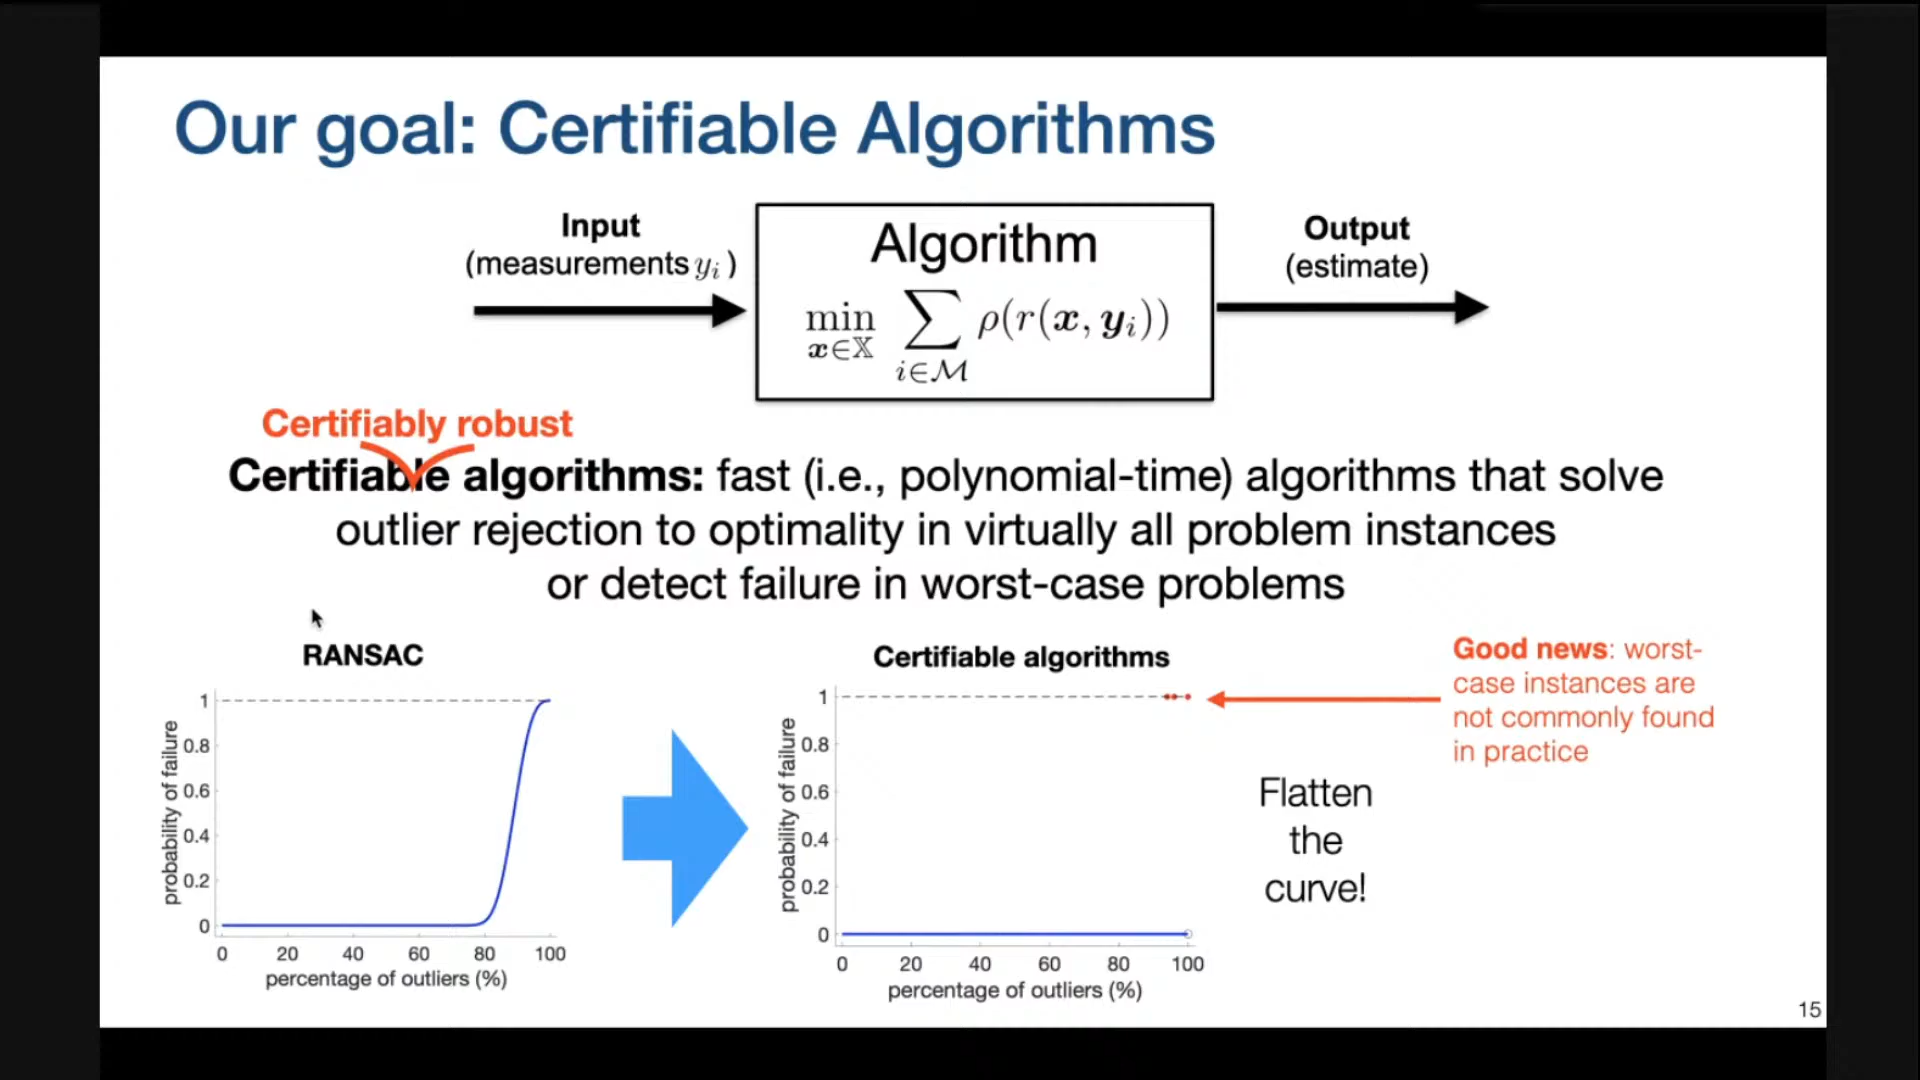 Our goal: Certifiable Algorithms
Input
(measurements y_i )
Algorithm
min_{x∈𝕏} ∑_{i∈ℳ} ρ(r(x, y_i))
Output
(estimate)
Certifiably robust
Certifiable algorithms: fast (i.e., polynomial-time) algorithms that solve
outlier rejection to optimality in virtually all problem instances
or detect failure in worst-case problems
RANSAC
probability of failure
1
0.8
0.6
0.4
0.2
0
0 20 40 60 80 100
percentage of outliers (%)
Certifiable algorithms
probability of failure
1
0.8
0.6
0.4
0.2
0
0 20 40 60 80 100
percentage of outliers (%)
Good news: worst-
case instances are
not commonly found
in practice
Flatten
the
curve!
15